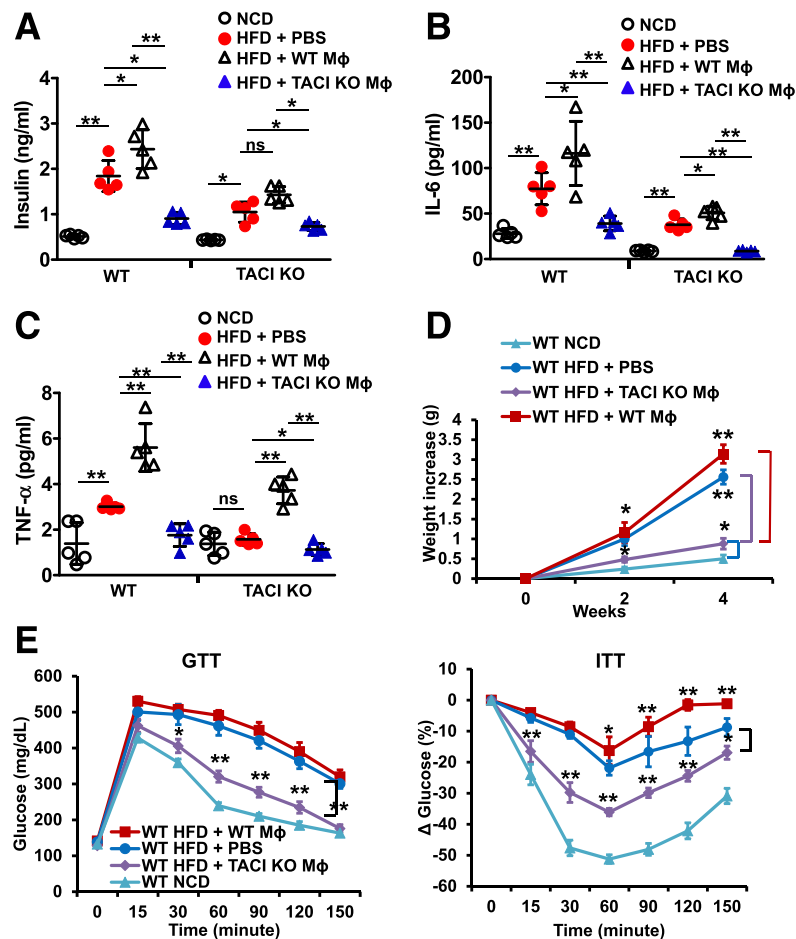 A
NCD
HFD + PBS
HFD + WT Mϕ
HFD + TACI KO Mϕ
**
*
*
**
*
*
ns
*
Insulin (ng/ml)
4
3
2
1
0
WT
TACI KO
B
NCD
HFD + PBS
HFD + WT Mϕ
HFD + TACI KO Mϕ
**
**
*
**
**
**
*
**
IL-6 (pg/ml)
200
150
100
50
0
WT
TACI KO
C
NCD
HFD + PBS
HFD + WT Mϕ
HFD + TACI KO Mϕ
**
**
**
**
**
*
**
ns
TNF-α (pg/ml)
8
6
4
2
0
WT
TACI KO
D
WT NCD
WT HFD + PBS
WT HFD + TACI KO Mϕ
WT HFD + WT Mϕ
Weight increase (g)
4
3.5
3
2.5
2
1.5
1
0.5
0
**
**
*
*
*
0
2
4
Weeks
E
GTT
Glucose (mg/dL)
600
500
400
300
200
100
0
*
**
**
**
**
WT HFD + WT Mϕ
WT HFD + PBS
WT HFD + TACI KO Mϕ
WT NCD
0
15
30
60
90
120
150
Time (minute)
ITT
Δ Glucose (%)
10
0
-10
-20
-30
-40
-50
-60
*
**
**
**
**
**
**
**
**
*
0
15
30
60
90
120
150
Time (minute)